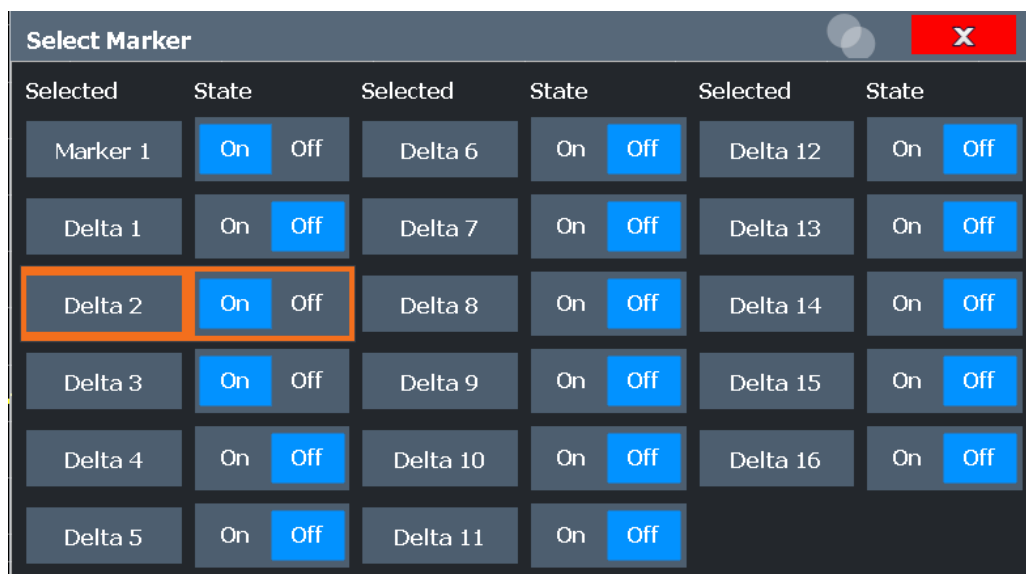 Select Marker X
Selected State Selected State Selected State
Marker 1 On Off Delta 6 On Off Delta 12 On Off
Delta 1 On Off Delta 7 On Off Delta 13 On Off
Delta 2 On Off Delta 8 On Off Delta 14 On Off
Delta 3 On Off Delta 9 On Off Delta 15 On Off
Delta 4 On Off Delta 10 On Off Delta 16 On Off
Delta 5 On Off Delta 11 On Off